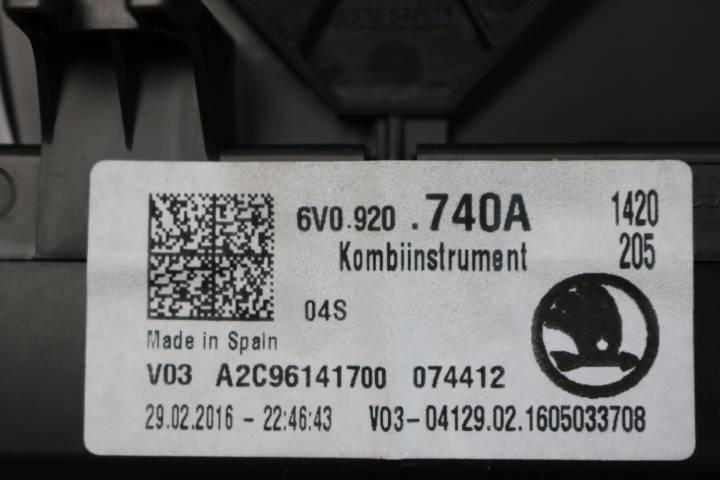 6V0.920 .740A 1420
Kombiinstrument 205
04S
Made in Spain
V03 A2C96141700 074412
29.02.2016 - 22:46:43 V03-04129.02.1605033708